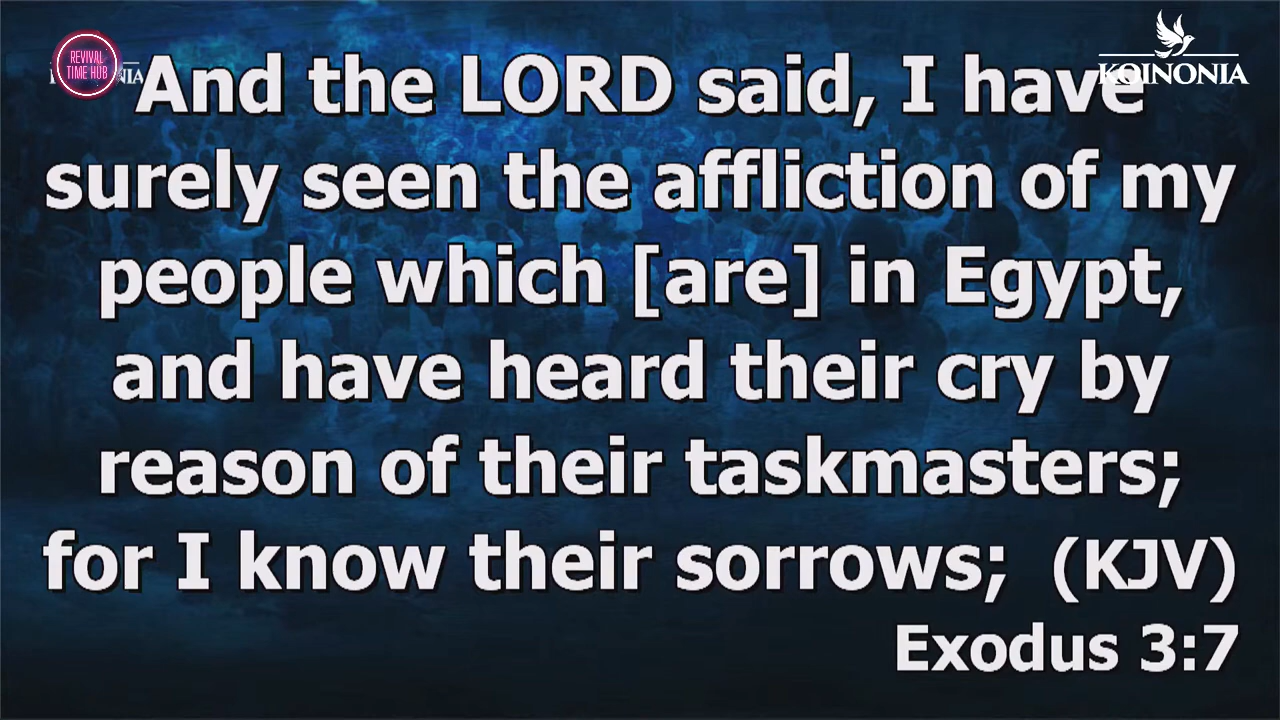 REVIVAL
TIME HUB
KOINONIA
And the LORD said, I have
surely seen the affliction of my
people which [are] in Egypt,
and have heard their cry by
reason of their taskmasters;
for I know their sorrows; (KJV)
Exodus 3:7